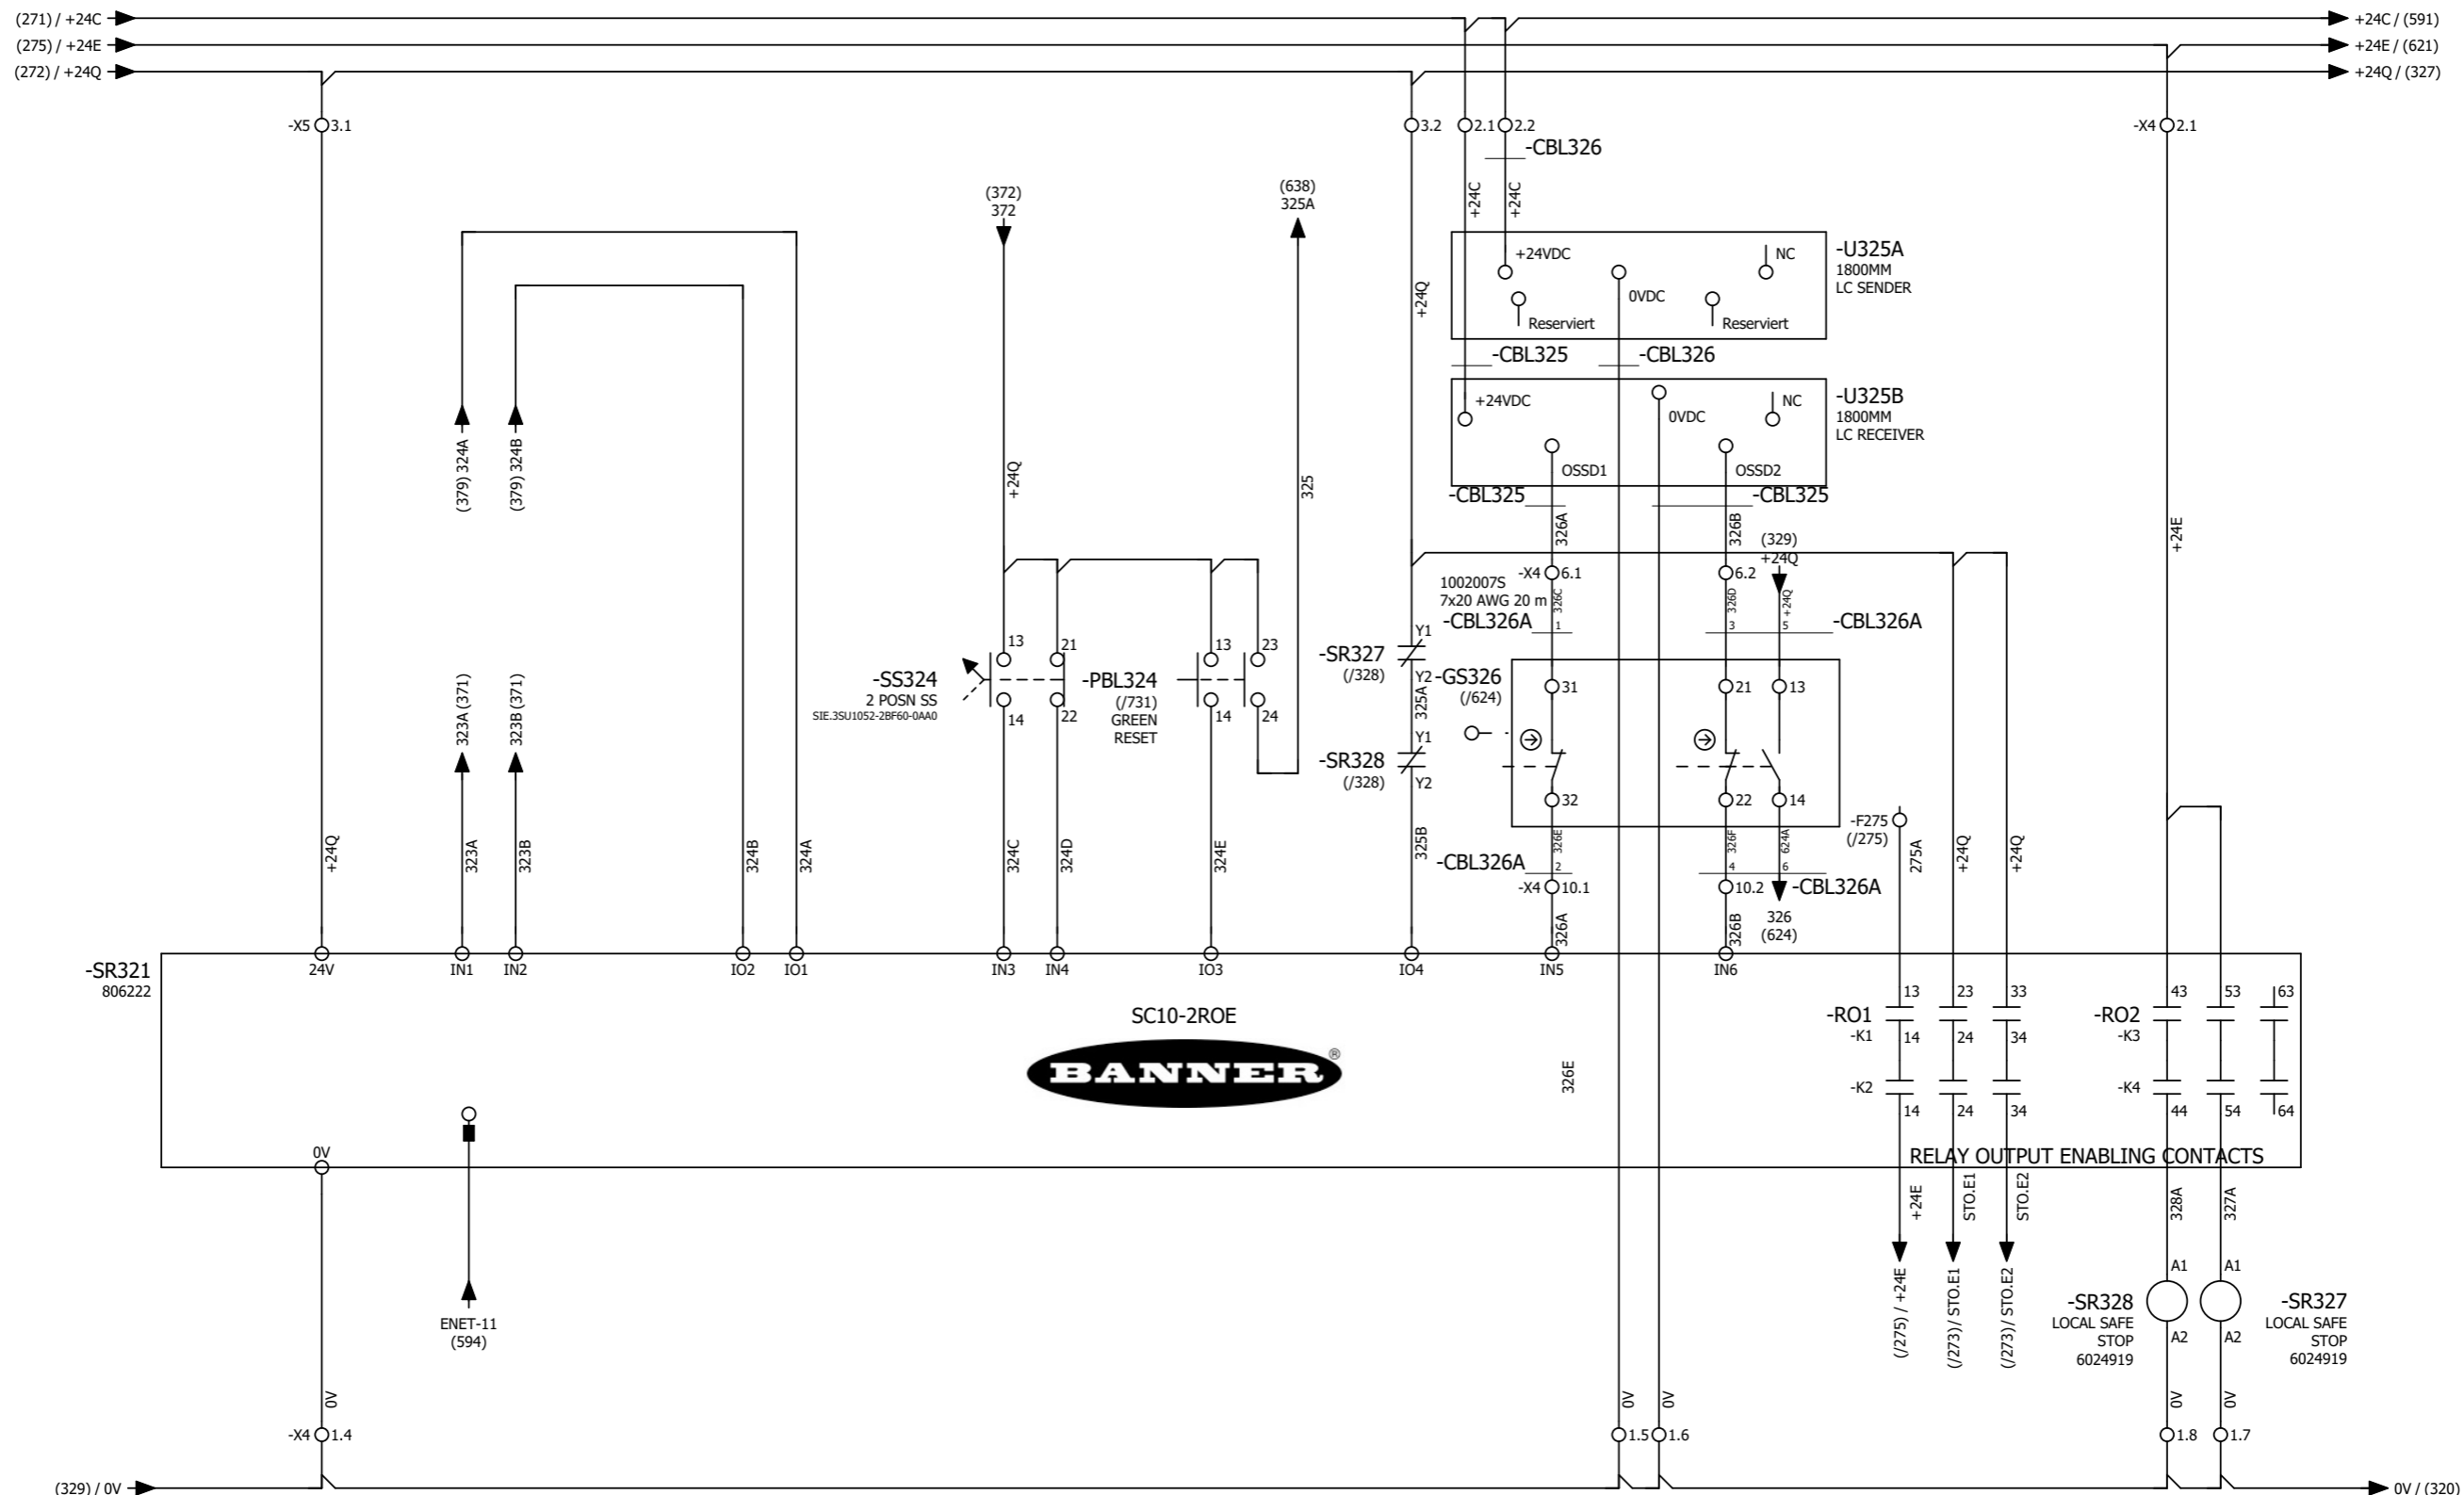 (271) / +24C
+24C / (591)
(275) / +24E
+24E / (621)
(272) / +24Q
+24Q / (327)
-X5 3.1
3.2
2.1
2.2
-X4 2.1
-CBL326
(372)
372
(638)
325A
+24C
+24C
+24VDC
NC
-U325A
1800MM
LC SENDER
0VDC
Reserviert
Reserviert
+24Q
-CBL325
-CBL326
+24VDC
0VDC
NC
-U325B
1800MM
LC RECEIVER
OSSD1
OSSD2
(379) 324A
(379) 324B
+24Q
325
-CBL325
-CBL325
326A
326B
(329)
+24Q
+24E
-X4 6.1
6.2
1002007S
7x20 AWG 20 m
326C
326D
+24Q
-CBL326A
1
3
5
-CBL326A
13
21
13
23
-SS324
2 POSN SS
SIE.3SU1052-2BF60-0AA0
14
22
-PBL324
(/731)
GREEN
RESET
14
24
Y1
-SR327
(/328)
Y2
325A
-GS326
(/624)
31
21
13
Y1
-SR328
(/328)
Y2
32
22
14
323A (371)
323B (371)
-F275
(/275)
+24Q
323A
323B
324B
324A
324C
324D
324E
325B
326E
326F
624A
275A
+24Q
+24Q
-CBL326A
2
4
6
-CBL326A
-X4 10.1
10.2
326A
326B
326
(624)
-SR321
806222
24V
IN1
IN2
IO2
IO1
IN3
IN4
IO3
IO4
IN5
IN6
SC10-2ROE
BANNER®
326E
-RO1
-K1
13
23
33
14
24
34
-K2
14
24
34
-RO2
-K3
43
53
63
-K4
44
54
64
0V
RELAY OUTPUT ENABLING CONTACTS
+24E
STO.E1
STO.E2
328A
327A
(/275) / +24E
(/273)/ STO.E1
(/273)/ STO.E2
ENET-11
(594)
A1
-SR328
LOCAL SAFE
STOP
6024919
A2
A1
-SR327
LOCAL SAFE
STOP
6024919
A2
0V
0V
0V
0V
0V
-X4 1.4
1.5
1.6
1.8
1.7
(329) / 0V
0V / (320)